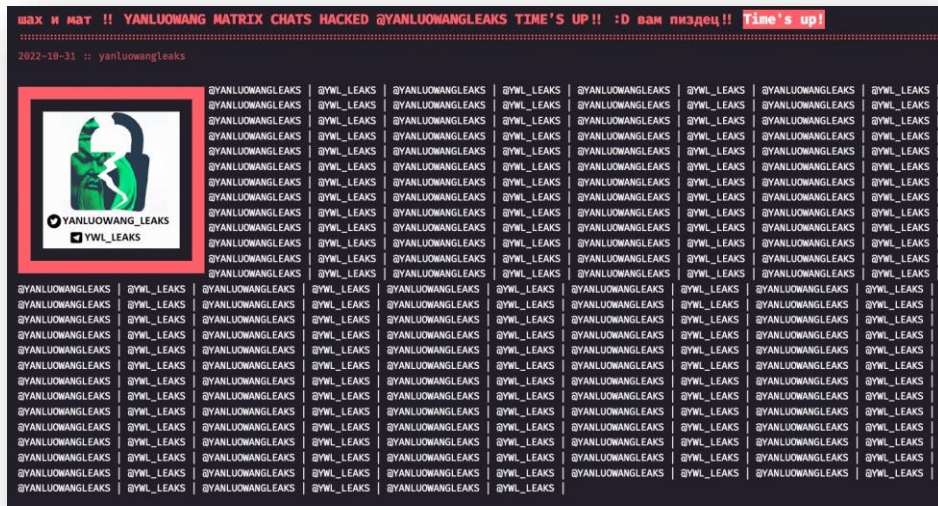 шах и мат !! YANLUOWANG MATRIX CHATS HACKED @YANLUOWANGLEAKS TIME'S UP!! :D вам пиздец!! Time's up!
2022-10-31 :: yanluowangleaks
YANLUOWANG_LEAKS
YWL_LEAKS
@YANLUOWANGLEAKS | @YWL_LEAKS | @YANLUOWANGLEAKS | @YWL_LEAKS | @YANLUOWANGLEAKS | @YWL_LEAKS | @YANLUOWANGLEAKS | @YWL_LEAKS
@YANLUOWANGLEAKS | @YWL_LEAKS | @YANLUOWANGLEAKS | @YWL_LEAKS | @YANLUOWANGLEAKS | @YWL_LEAKS | @YANLUOWANGLEAKS | @YWL_LEAKS
@YANLUOWANGLEAKS | @YWL_LEAKS | @YANLUOWANGLEAKS | @YWL_LEAKS | @YANLUOWANGLEAKS | @YWL_LEAKS | @YANLUOWANGLEAKS | @YWL_LEAKS
@YANLUOWANGLEAKS | @YWL_LEAKS | @YANLUOWANGLEAKS | @YWL_LEAKS | @YANLUOWANGLEAKS | @YWL_LEAKS | @YANLUOWANGLEAKS | @YWL_LEAKS
@YANLUOWANGLEAKS | @YWL_LEAKS | @YANLUOWANGLEAKS | @YWL_LEAKS | @YANLUOWANGLEAKS | @YWL_LEAKS | @YANLUOWANGLEAKS | @YWL_LEAKS
@YANLUOWANGLEAKS | @YWL_LEAKS | @YANLUOWANGLEAKS | @YWL_LEAKS | @YANLUOWANGLEAKS | @YWL_LEAKS | @YANLUOWANGLEAKS | @YWL_LEAKS
@YANLUOWANGLEAKS | @YWL_LEAKS | @YANLUOWANGLEAKS | @YWL_LEAKS | @YANLUOWANGLEAKS | @YWL_LEAKS | @YANLUOWANGLEAKS | @YWL_LEAKS
@YANLUOWANGLEAKS | @YWL_LEAKS | @YANLUOWANGLEAKS | @YWL_LEAKS | @YANLUOWANGLEAKS | @YWL_LEAKS | @YANLUOWANGLEAKS | @YWL_LEAKS
@YANLUOWANGLEAKS | @YWL_LEAKS | @YANLUOWANGLEAKS | @YWL_LEAKS | @YANLUOWANGLEAKS | @YWL_LEAKS | @YANLUOWANGLEAKS | @YWL_LEAKS
@YANLUOWANGLEAKS | @YWL_LEAKS | @YANLUOWANGLEAKS | @YWL_LEAKS | @YANLUOWANGLEAKS | @YWL_LEAKS | @YANLUOWANGLEAKS | @YWL_LEAKS
@YANLUOWANGLEAKS | @YWL_LEAKS | @YANLUOWANGLEAKS | @YWL_LEAKS | @YANLUOWANGLEAKS | @YWL_LEAKS | @YANLUOWANGLEAKS | @YWL_LEAKS
@YANLUOWANGLEAKS | @YWL_LEAKS | @YANLUOWANGLEAKS | @YWL_LEAKS | @YANLUOWANGLEAKS | @YWL_LEAKS | @YANLUOWANGLEAKS | @YWL_LEAKS
@YANLUOWANGLEAKS | @YWL_LEAKS | @YANLUOWANGLEAKS | @YWL_LEAKS | @YANLUOWANGLEAKS | @YWL_LEAKS | @YANLUOWANGLEAKS | @YWL_LEAKS
@YANLUOWANGLEAKS | @YWL_LEAKS | @YANLUOWANGLEAKS | @YWL_LEAKS | @YANLUOWANGLEAKS | @YWL_LEAKS | @YANLUOWANGLEAKS | @YWL_LEAKS | @YANLUOWANGLEAKS | @YWL_LEAKS |
@YANLUOWANGLEAKS | @YWL_LEAKS | @YANLUOWANGLEAKS | @YWL_LEAKS | @YANLUOWANGLEAKS | @YWL_LEAKS | @YANLUOWANGLEAKS | @YWL_LEAKS | @YANLUOWANGLEAKS | @YWL_LEAKS |
@YANLUOWANGLEAKS | @YWL_LEAKS | @YANLUOWANGLEAKS | @YWL_LEAKS | @YANLUOWANGLEAKS | @YWL_LEAKS | @YANLUOWANGLEAKS | @YWL_LEAKS | @YANLUOWANGLEAKS | @YWL_LEAKS |
@YANLUOWANGLEAKS | @YWL_LEAKS | @YANLUOWANGLEAKS | @YWL_LEAKS | @YANLUOWANGLEAKS | @YWL_LEAKS | @YANLUOWANGLEAKS | @YWL_LEAKS | @YANLUOWANGLEAKS | @YWL_LEAKS |
@YANLUOWANGLEAKS | @YWL_LEAKS | @YANLUOWANGLEAKS | @YWL_LEAKS | @YANLUOWANGLEAKS | @YWL_LEAKS | @YANLUOWANGLEAKS | @YWL_LEAKS | @YANLUOWANGLEAKS | @YWL_LEAKS |
@YANLUOWANGLEAKS | @YWL_LEAKS | @YANLUOWANGLEAKS | @YWL_LEAKS | @YANLUOWANGLEAKS | @YWL_LEAKS | @YANLUOWANGLEAKS | @YWL_LEAKS | @YANLUOWANGLEAKS | @YWL_LEAKS |
@YANLUOWANGLEAKS | @YWL_LEAKS | @YANLUOWANGLEAKS | @YWL_LEAKS | @YANLUOWANGLEAKS | @YWL_LEAKS | @YANLUOWANGLEAKS | @YWL_LEAKS | @YANLUOWANGLEAKS | @YWL_LEAKS |
@YANLUOWANGLEAKS | @YWL_LEAKS | @YANLUOWANGLEAKS | @YWL_LEAKS | @YANLUOWANGLEAKS | @YWL_LEAKS | @YANLUOWANGLEAKS | @YWL_LEAKS | @YANLUOWANGLEAKS | @YWL_LEAKS |
@YANLUOWANGLEAKS | @YWL_LEAKS | @YANLUOWANGLEAKS | @YWL_LEAKS | @YANLUOWANGLEAKS | @YWL_LEAKS | @YANLUOWANGLEAKS | @YWL_LEAKS | @YANLUOWANGLEAKS | @YWL_LEAKS |
@YANLUOWANGLEAKS | @YWL_LEAKS | @YANLUOWANGLEAKS | @YWL_LEAKS | @YANLUOWANGLEAKS | @YWL_LEAKS | @YANLUOWANGLEAKS | @YWL_LEAKS | @YANLUOWANGLEAKS | @YWL_LEAKS |
@YANLUOWANGLEAKS | @YWL_LEAKS | @YANLUOWANGLEAKS | @YWL_LEAKS | @YANLUOWANGLEAKS | @YWL_LEAKS | @YANLUOWANGLEAKS | @YWL_LEAKS | @YANLUOWANGLEAKS | @YWL_LEAKS |
@YANLUOWANGLEAKS | @YWL_LEAKS | @YANLUOWANGLEAKS | @YWL_LEAKS | @YANLUOWANGLEAKS | @YWL_LEAKS | @YANLUOWANGLEAKS | @YWL_LEAKS | @YANLUOWANGLEAKS | @YWL_LEAKS |
@YANLUOWANGLEAKS | @YWL_LEAKS | @YANLUOWANGLEAKS | @YWL_LEAKS | @YANLUOWANGLEAKS | @YWL_LEAKS | @YANLUOWANGLEAKS | @YWL_LEAKS | @YANLUOWANGLEAKS | @YWL_LEAKS |
@YANLUOWANGLEAKS | @YWL_LEAKS | @YANLUOWANGLEAKS | @YWL_LEAKS | @YANLUOWANGLEAKS | @YWL_LEAKS |